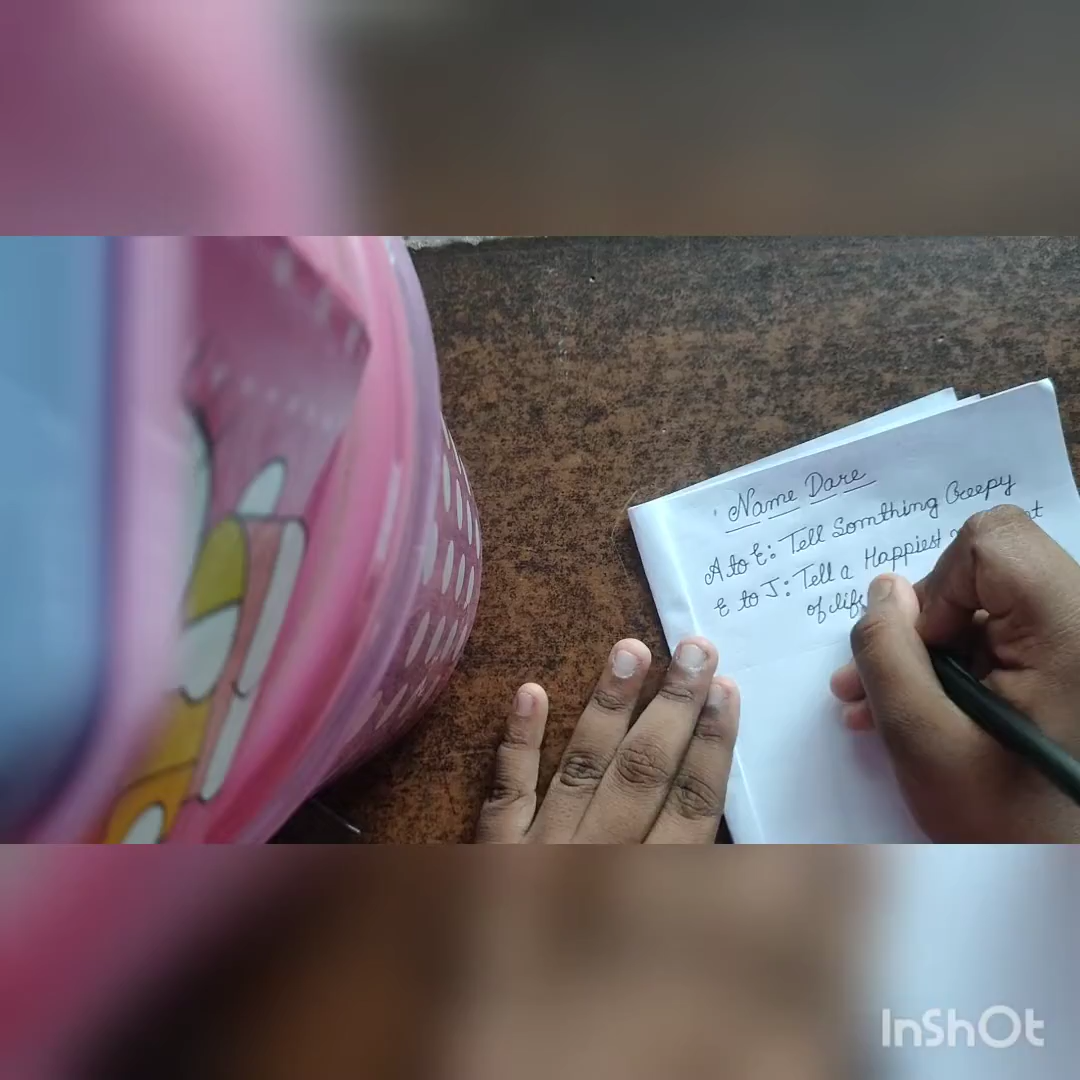 Name Dare
A to E: Tell Somthing Creepy
E to J: Tell a Happiest
of life
InShOt